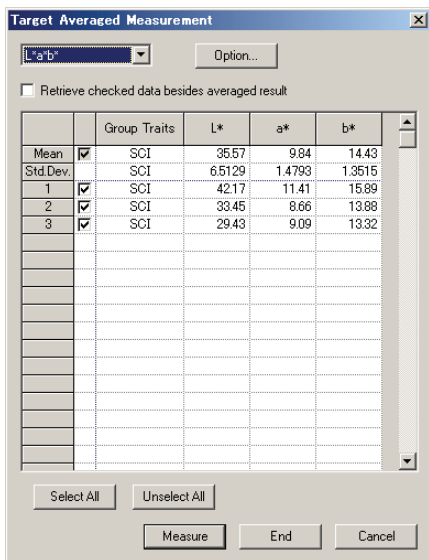 Target Averaged Measurement
L*a*b*
Option...
Retrieve checked data besides averaged result
Group Traits L* a* b*
Mean SCI 35.57 9.84 14.43
Std.Dev. SCI 6.5129 1.4793 1.3515
1 SCI 42.17 11.41 15.89
2 SCI 33.45 8.66 13.88
3 SCI 29.43 9.09 13.32
Select All Unselect All
Measure End Cancel